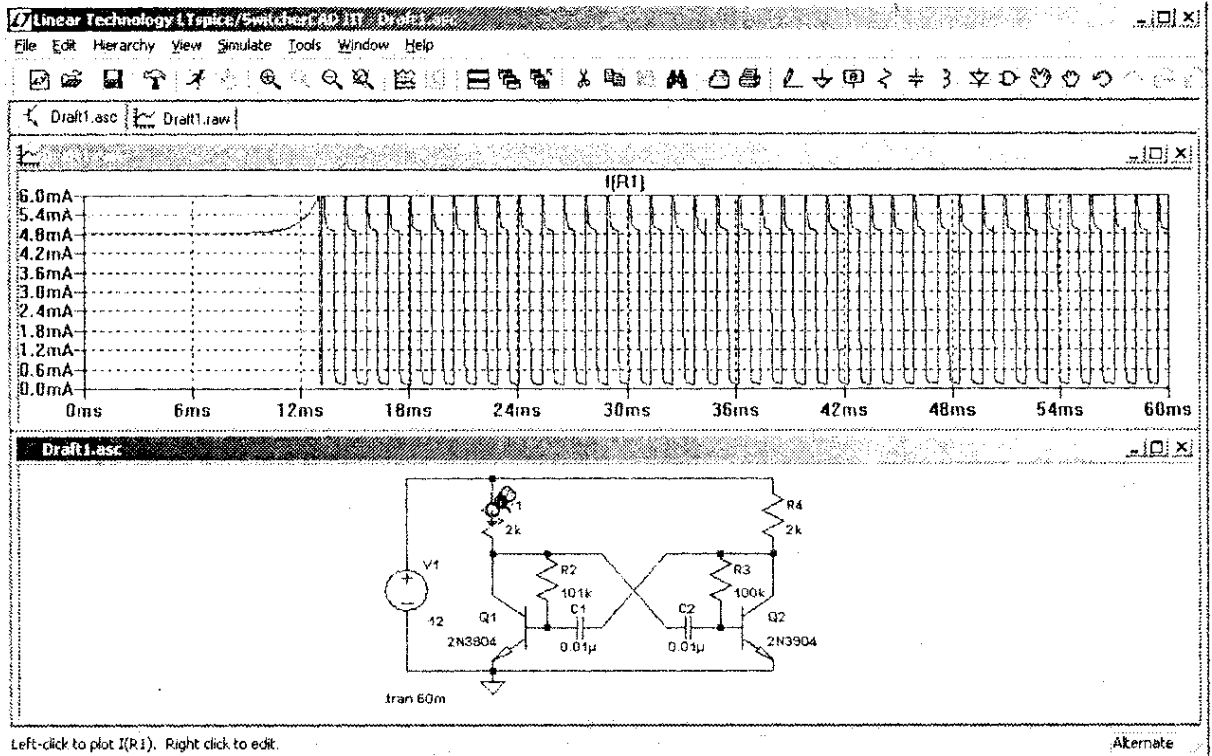 Linear Technology LTspice/SwitcherCAD III - Draft1.asc
File Edit Hierarchy View Simulate Tools Window Help
Draft1.asc Draft1.raw
I(R1)
6.0mA
5.4mA
4.8mA
4.2mA
3.6mA
3.0mA
2.4mA
1.8mA
1.2mA
0.6mA
0.0mA
0ms 6ms 12ms 18ms 24ms 30ms 36ms 42ms 48ms 54ms 60ms
Draft1.asc
R4
2k
2k
V1
12
R2
101k
R3
100k
C1
0.01µ
C2
0.01µ
Q1
2N3904
Q2
2N3904
.tran 60m
Left-click to plot I(R1). Right click to edit.
Alternate